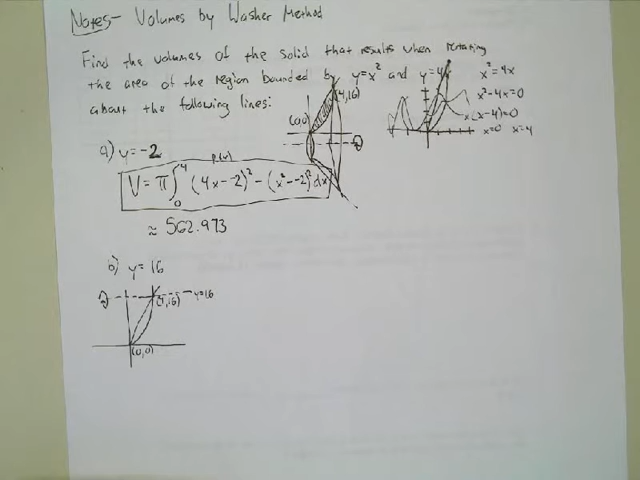 Notes- Volumes by Washer Method
Find the volumes of the solid that results when rotating
the area of the region bounded by y=x² and y=4x
about the following lines:
x²=4x
x²-4x=0
x(x-4)=0
x=0 x=4
(4,16)
(0,0)
a) y=-2
V=π∫₀⁴ (4x--2)²-(x²--2)²dx
≈ 562.973
b) y=16
(4,16) y=16
(0,0)